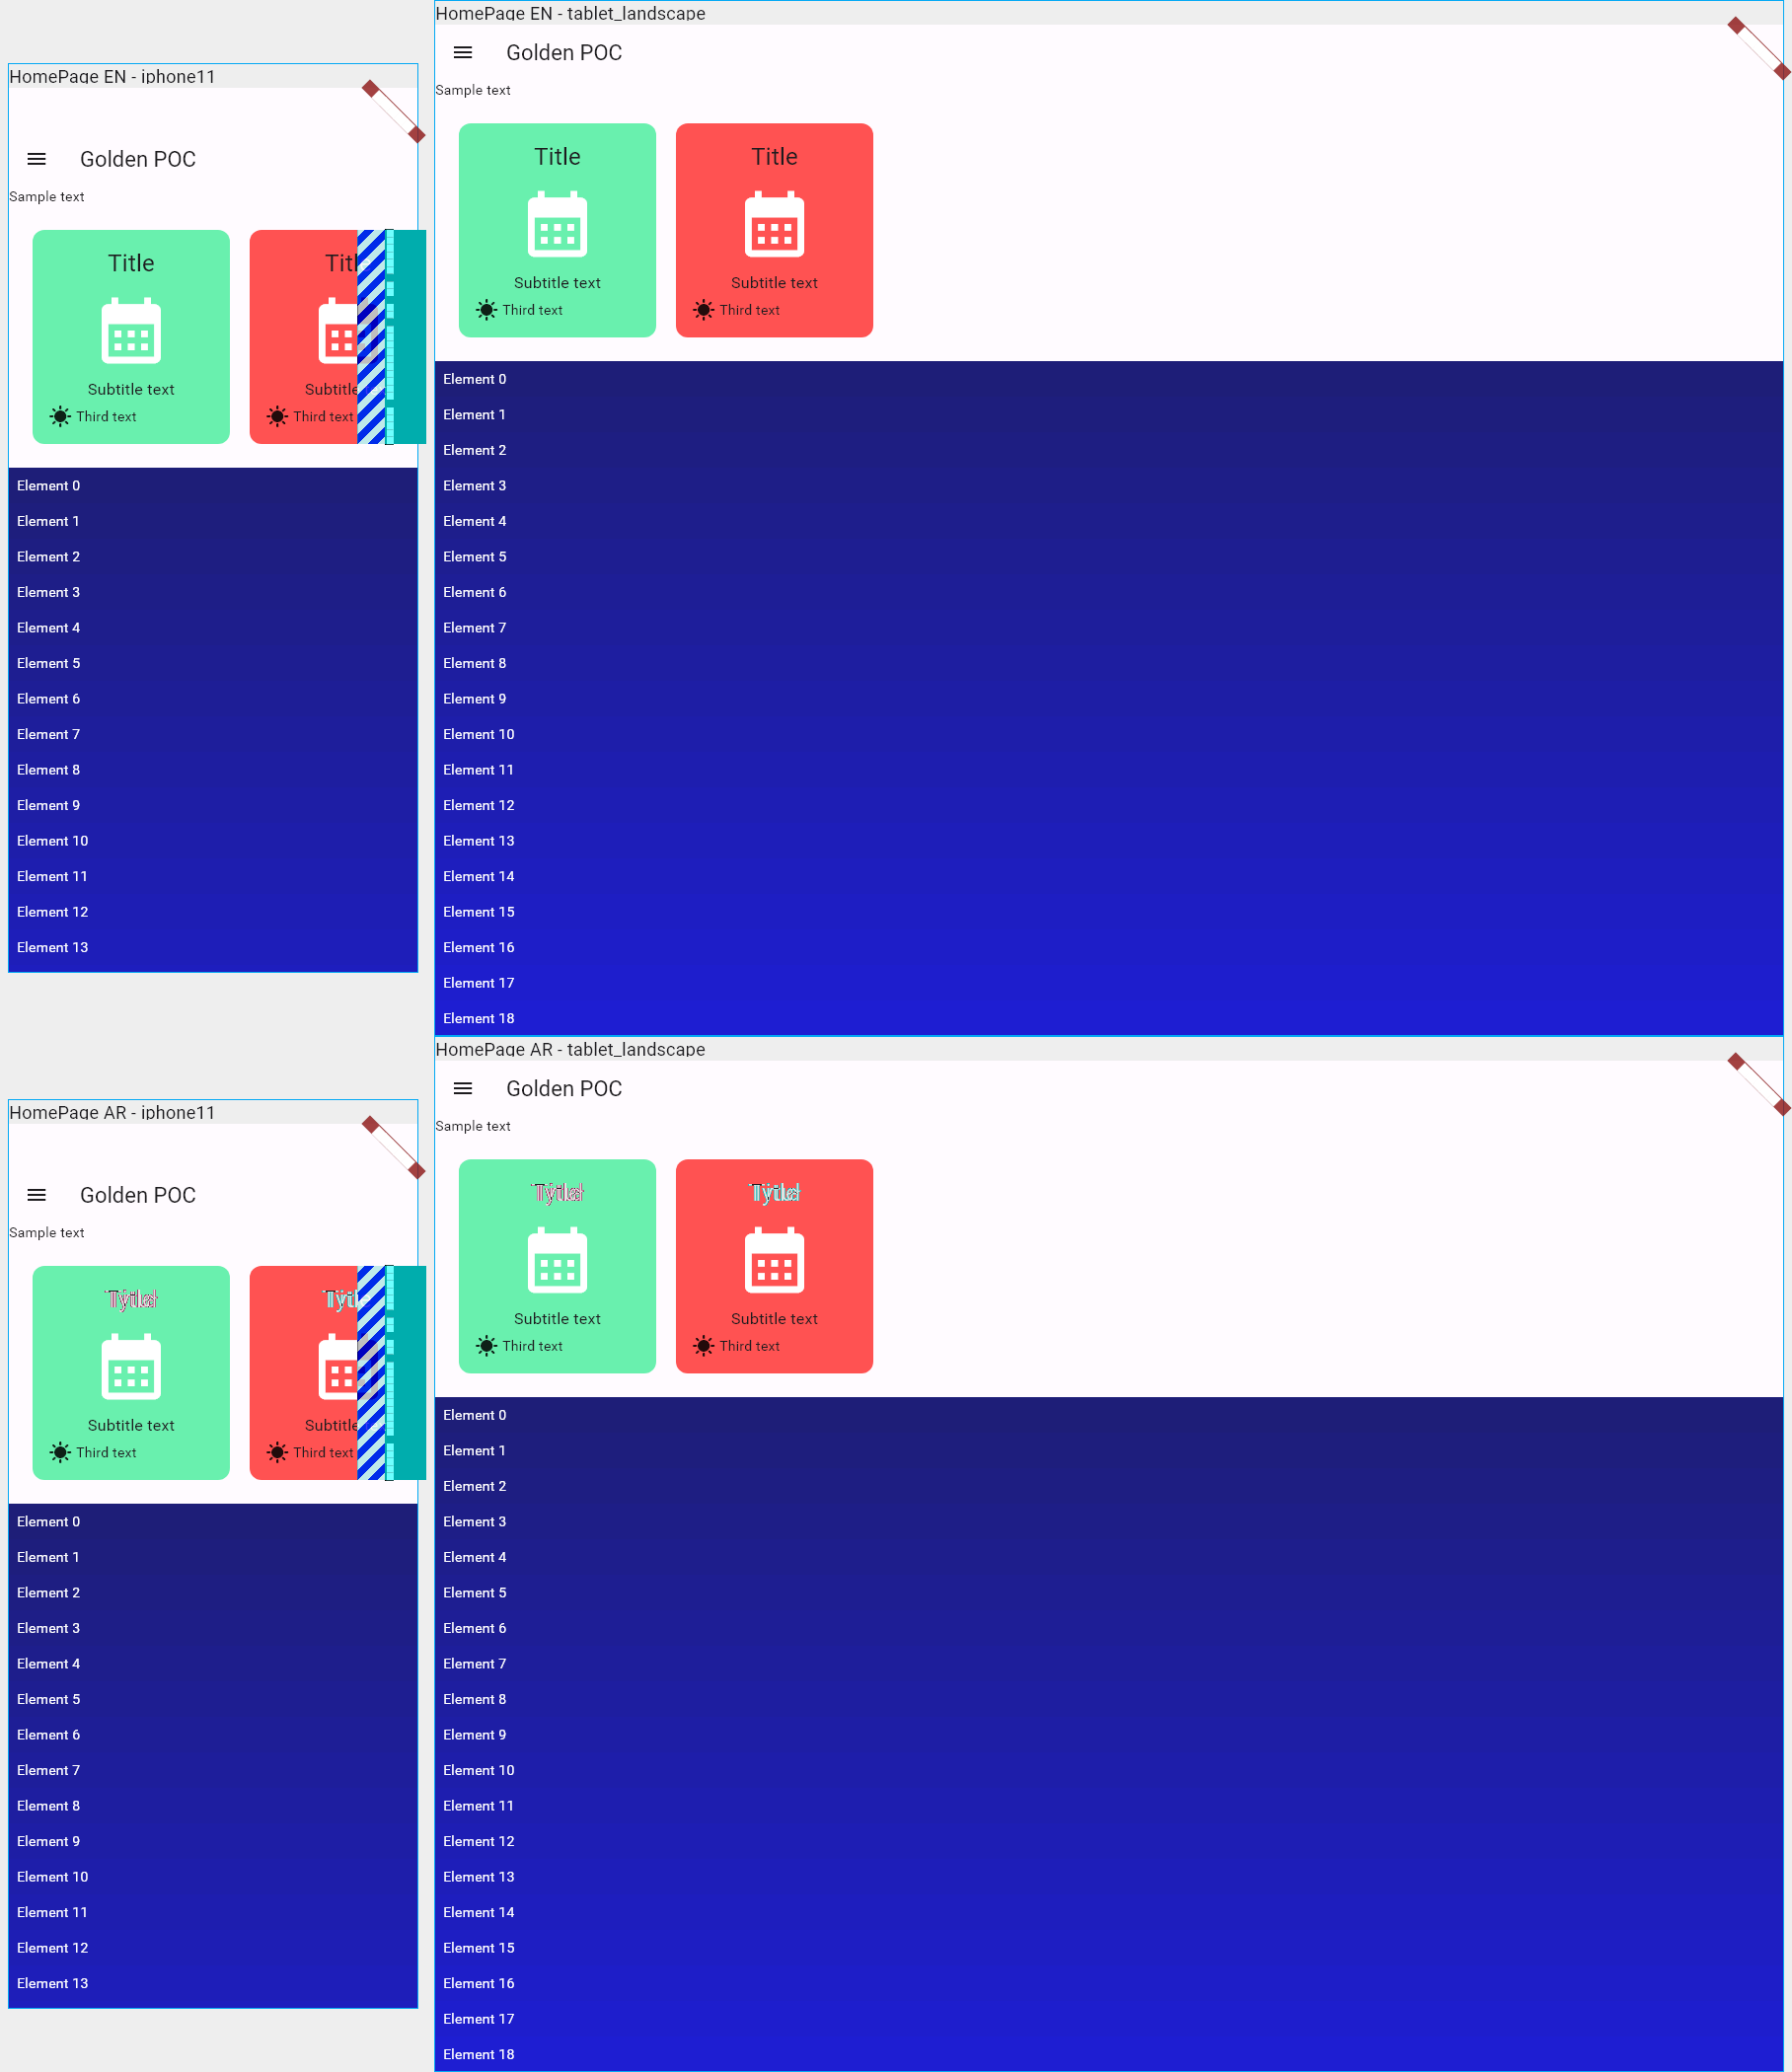 HomePage EN - iphone11
Golden POC
Sample text
Title
Titl
Subtitle text
Subtitle
Third text
Third text
Element 0
Element 1
Element 2
Element 3
Element 4
Element 5
Element 6
Element 7
Element 8
Element 9
Element 10
Element 11
Element 12
Element 13
HomePage EN - tablet_landscape
Golden POC
Sample text
Title
Title
Subtitle text
Subtitle text
Third text
Third text
Element 0
Element 1
Element 2
Element 3
Element 4
Element 5
Element 6
Element 7
Element 8
Element 9
Element 10
Element 11
Element 12
Element 13
Element 14
Element 15
Element 16
Element 17
Element 18
HomePage AR - iphone11
Golden POC
Sample text
Subtitle text
Subtitle
Third text
Third text
Element 0
Element 1
Element 2
Element 3
Element 4
Element 5
Element 6
Element 7
Element 8
Element 9
Element 10
Element 11
Element 12
Element 13
HomePage AR - tablet_landscape
Golden POC
Sample text
Subtitle text
Subtitle text
Third text
Third text
Element 0
Element 1
Element 2
Element 3
Element 4
Element 5
Element 6
Element 7
Element 8
Element 9
Element 10
Element 11
Element 12
Element 13
Element 14
Element 15
Element 16
Element 17
Element 18